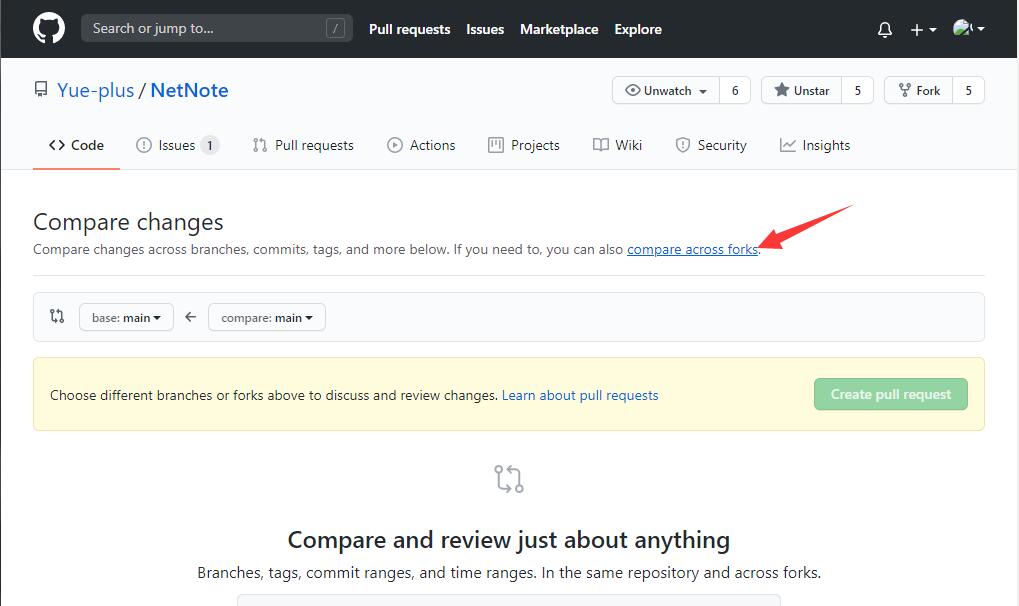 Search or jump to... / Pull requests Issues Marketplace Explore
Yue-plus / NetNote Unwatch 6 Unstar 5 Fork 5
Code Issues 1 Pull requests Actions Projects Wiki Security Insights
Compare changes
Compare changes across branches, commits, tags, and more below. If you need to, you can also compare across forks.
base: main compare: main
Choose different branches or forks above to discuss and review changes. Learn about pull requests Create pull request
Compare and review just about anything
Branches, tags, commit ranges, and time ranges. In the same repository and across forks.